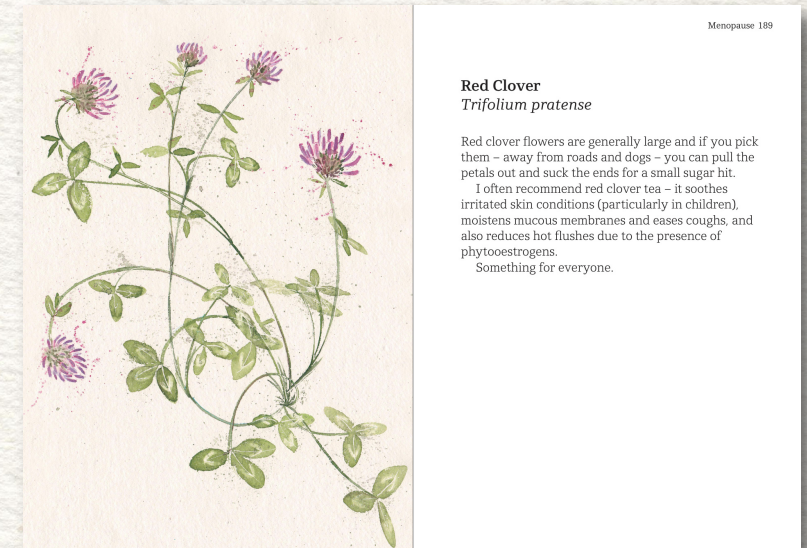 Menopause 189
Red Clover
Trifolium pratense
Red clover flowers are generally large and if you pick
them – away from roads and dogs – you can pull the
petals out and suck the ends for a small sugar hit.
I often recommend red clover tea – it soothes
irritated skin conditions (particularly in children),
moistens mucous membranes and eases coughs, and
also reduces hot flushes due to the presence of
phytooestrogens.
Something for everyone.